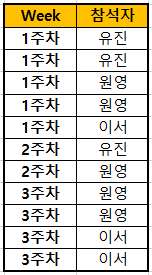 Week 참석자
1주차 유진
1주차 유진
1주차 원영
1주차 원영
1주차 이서
2주차 유진
2주차 원영
3주차 원영
3주차 원영
3주차 이서
3주차 이서